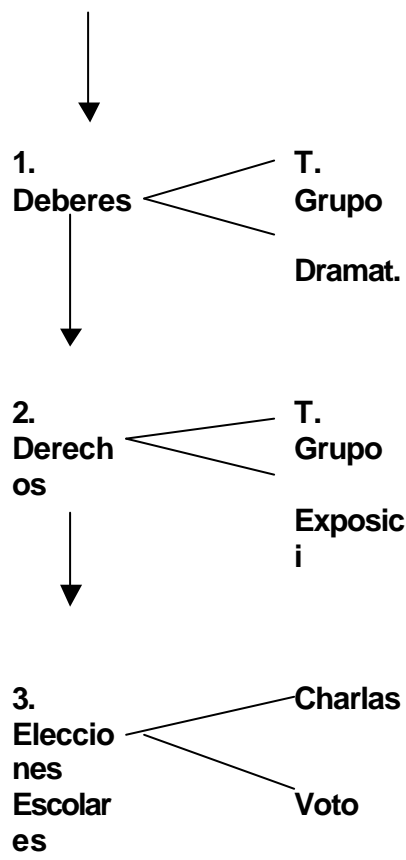 1.
Deberes
T.
Grupo
Dramat.
2.
Derech
os
T.
Grupo
Exposic
i
3.
Eleccio
nes
Escolar
es
Charlas
Voto